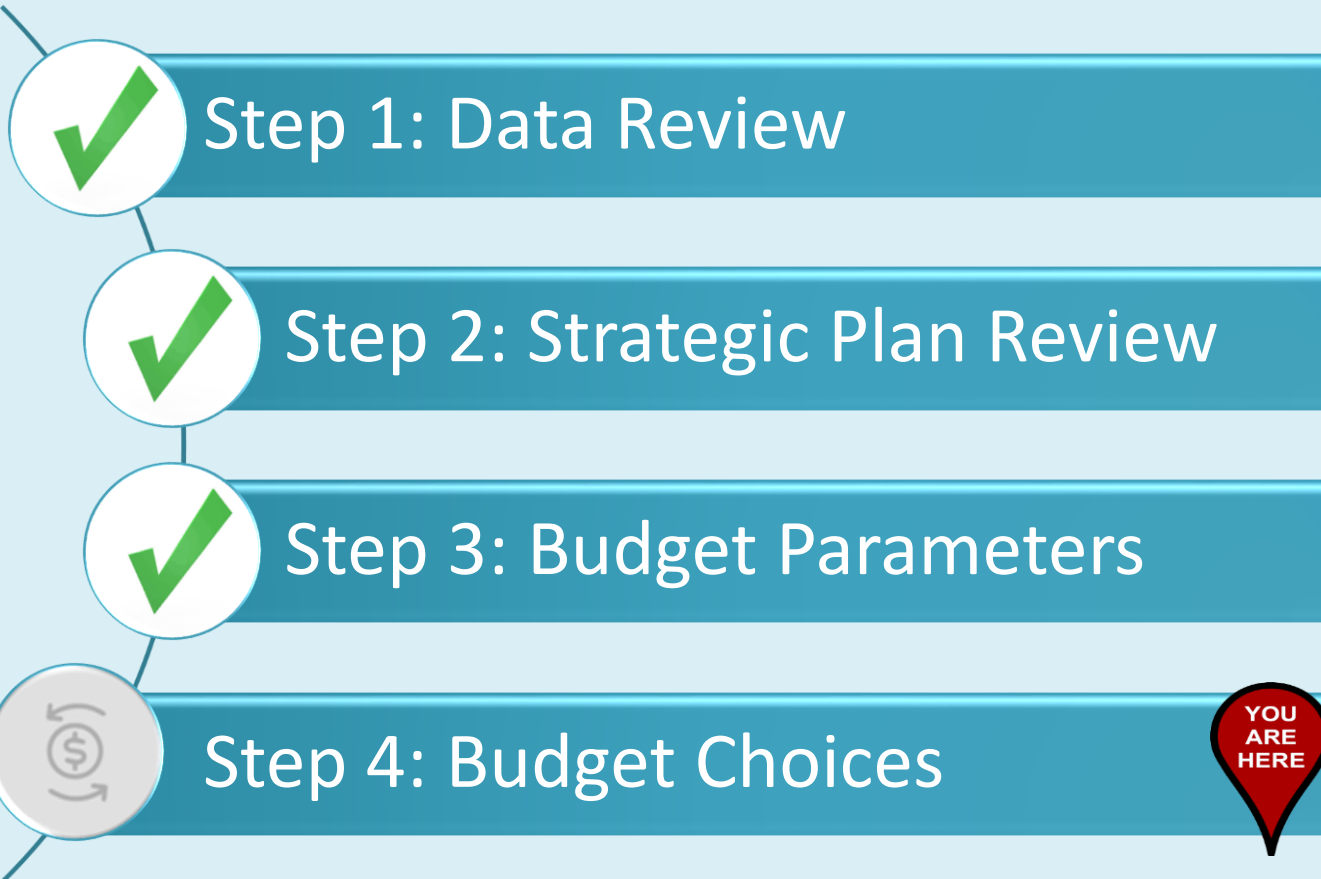 Step 1: Data Review
Step 2: Strategic Plan Review
Step 3: Budget Parameters
$
Step 4: Budget Choices
YOU
ARE
HERE